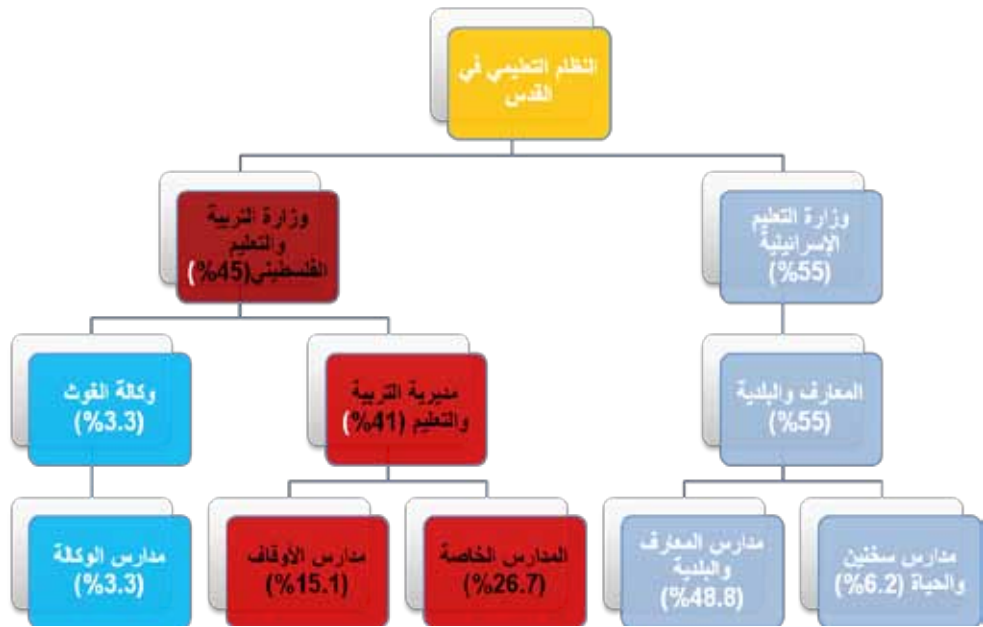 النظام التعليمي في
القدس
وزارة التربية
والتعليم
الفلسطيني(45%)
وزارة التعليم
الإسرائيلية
(55%)
وكالة الغوث
(3.3%)
مديرية التربية
والتعليم (41%)
المعارف والبلدية
(55%)
مدارس الوكالة
(3.3%)
مدارس الأوقاف
(15.1%)
المدارس الخاصة
(26.7%)
مدارس المعارف
والبلدية
(48.8%)
مدارس سخنين
والحياة (6.2%)